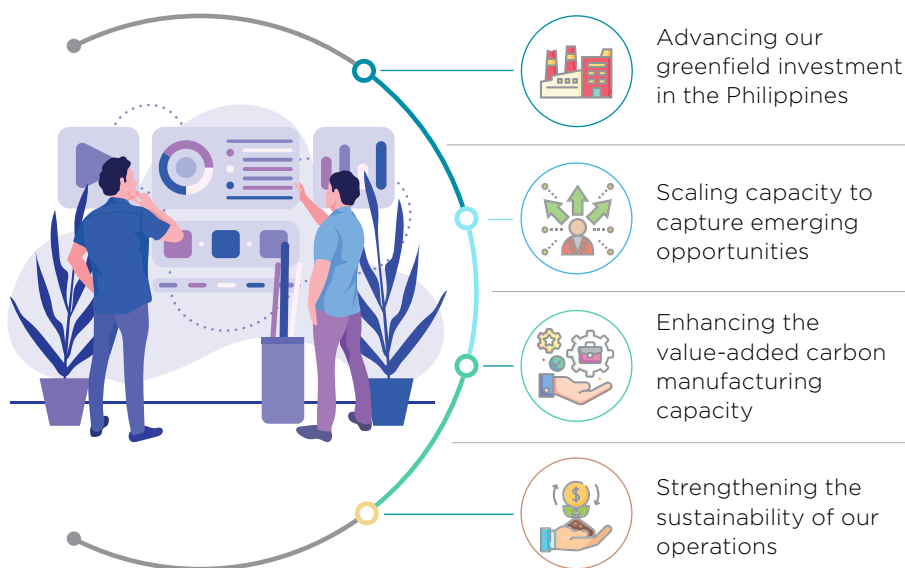 Advancing our
greenfield investment
in the Philippines
Scaling capacity to
capture emerging
opportunities
Enhancing the
value-added carbon
manufacturing
capacity
Strengthening the
sustainability of our
operations